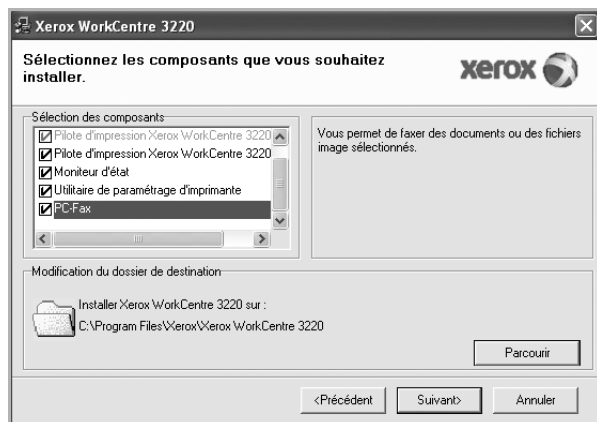 Xerox WorkCentre 3220
Sélectionnez les composants que vous souhaitez
installer.
xerox
Sélection des composants
Pilote d'impression Xerox WorkCentre 3220
Pilote d'impression Xerox WorkCentre 3220
Moniteur d'état
Utilitaire de paramétrage d'imprimante
PC-Fax
Vous permet de faxer des documents ou des fichiers
image sélectionnés.
Modification du dossier de destination
Installer Xerox WorkCentre 3220 sur :
C:\Program Files\Xerox\Xerox WorkCentre 3220
Parcourir
<Précédent
Suivant>
Annuler